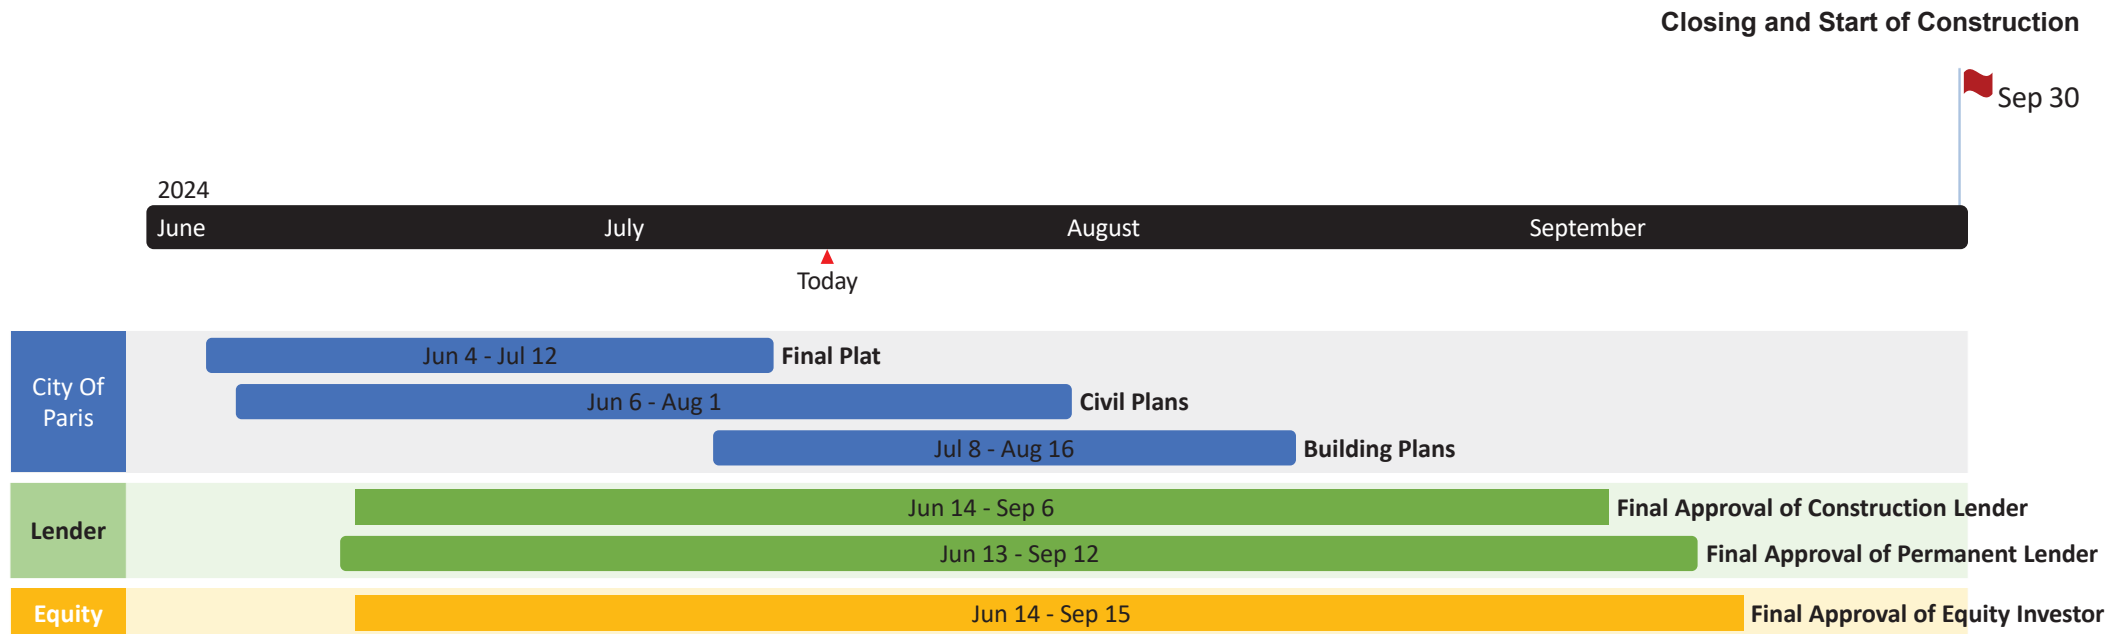 Closing and Start of Construction
Sep 30
2024
June July August September
Today
City Of
Paris
Jun 4 - Jul 12 Final Plat
Jun 6 - Aug 1 Civil Plans
Jul 8 - Aug 16 Building Plans
Lender
Jun 14 - Sep 6 Final Approval of Construction Lender
Jun 13 - Sep 12 Final Approval of Permanent Lender
Equity
Jun 14 - Sep 15 Final Approval of Equity Investor